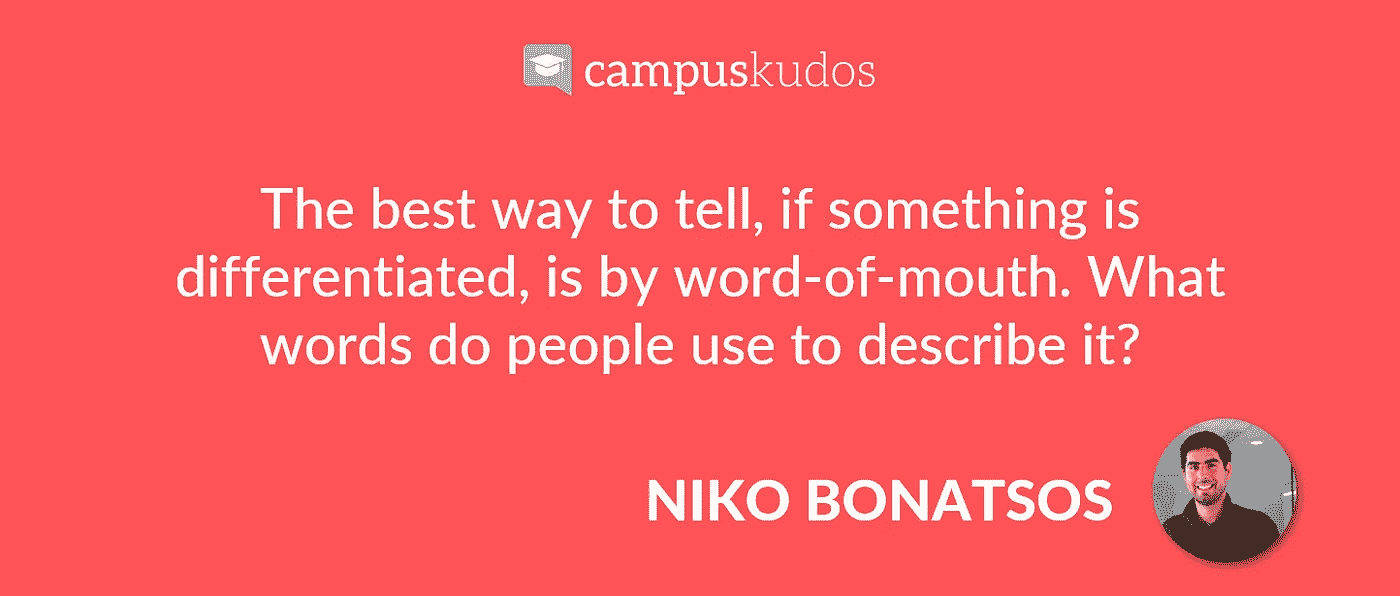 campuskudos
The best way to tell, if something is
differentiated, is by word-of-mouth. What
words do people use to describe it?
NIKO BONATSOS